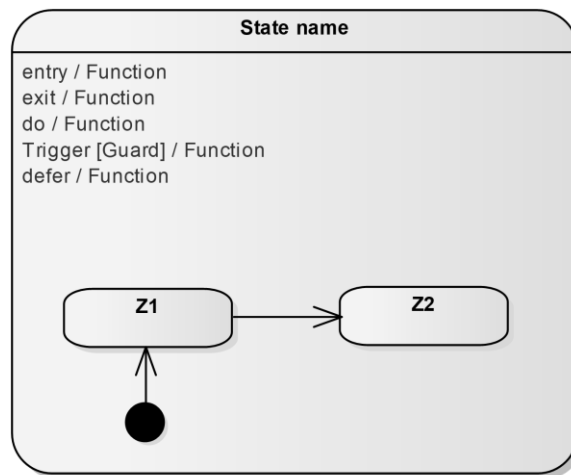 State name
entry / Function
exit / Function
do / Function
Trigger [Guard] / Function
defer / Function
Z1
Z2